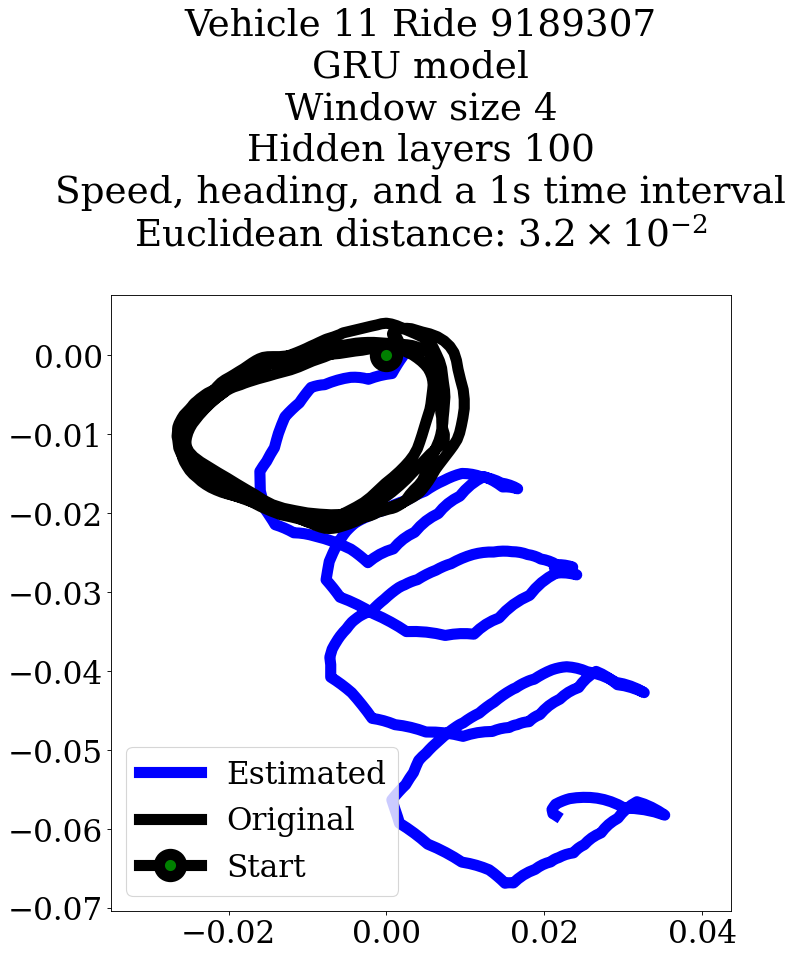 Vehicle 11 Ride 9189307
GRU model
Window size 4
Hidden layers 100
Speed, heading, and a 1s time interval
Euclidean distance: 3.2 × 10⁻²
0.00
−0.01
−0.02
−0.03
−0.04
−0.05
−0.06
−0.07
Estimated
Original
Start
−0.02 0.00 0.02 0.04